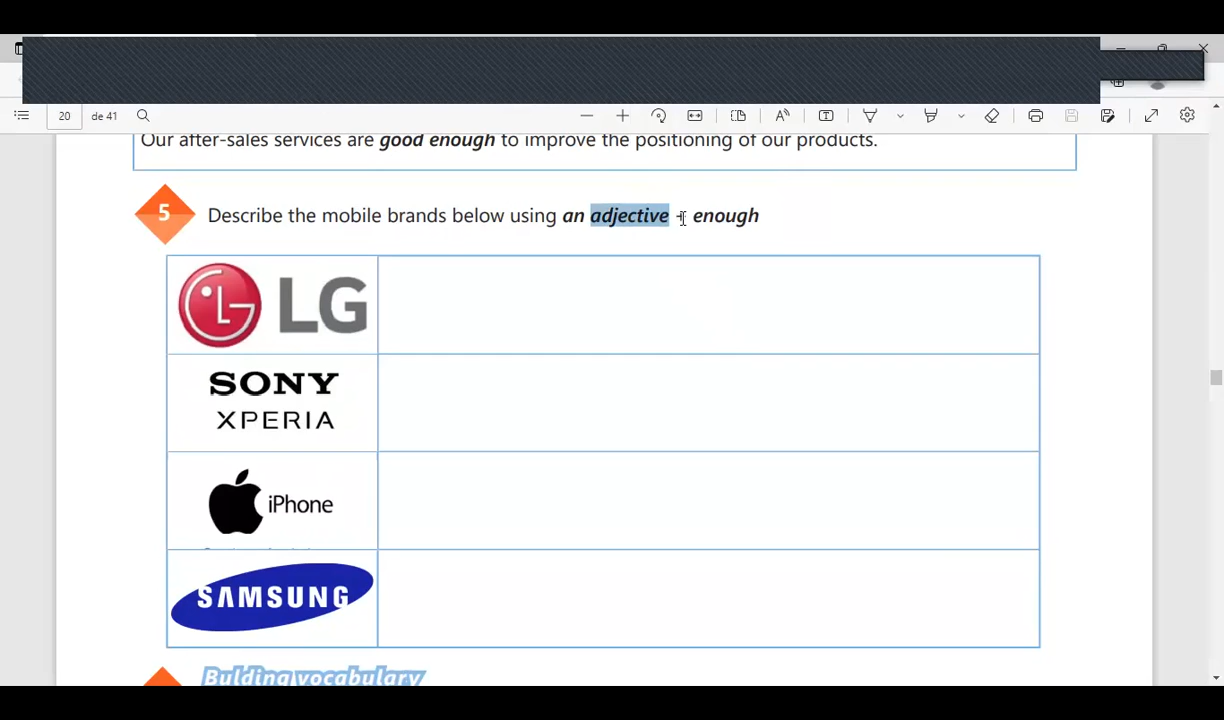 20 de 41
Our after-sales services are good enough to improve the positioning of our products.
5 Describe the mobile brands below using an adjective + enough
LG
SONY
XPERIA
iPhone
SAMSUNG
Bulding vocabulary